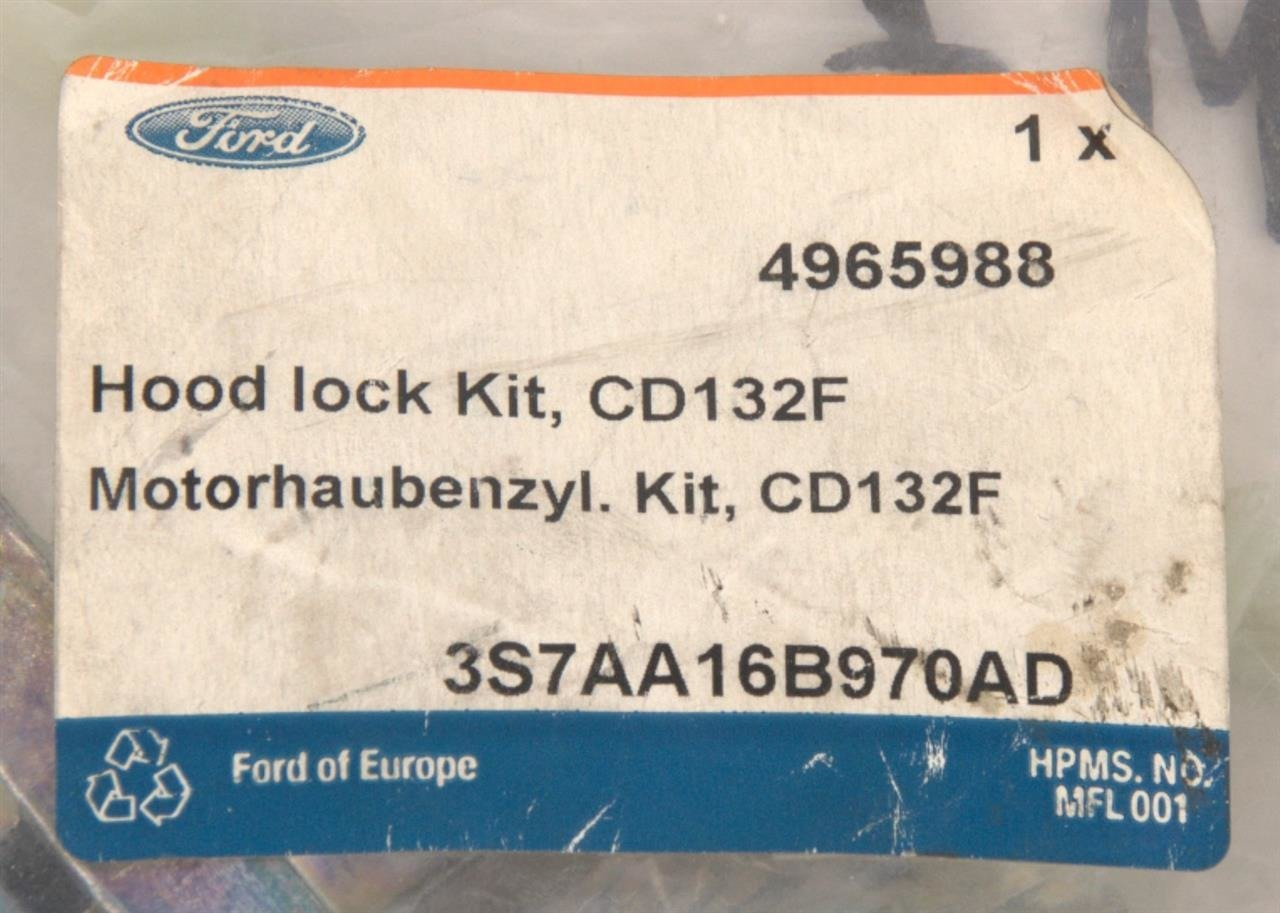 Ford
1 x
4965988
Hood lock Kit, CD132F
Motorhaubenzyl. Kit, CD132F
3S7AA16B970AD
Ford of Europe
HPMS. NO.
MFL 001